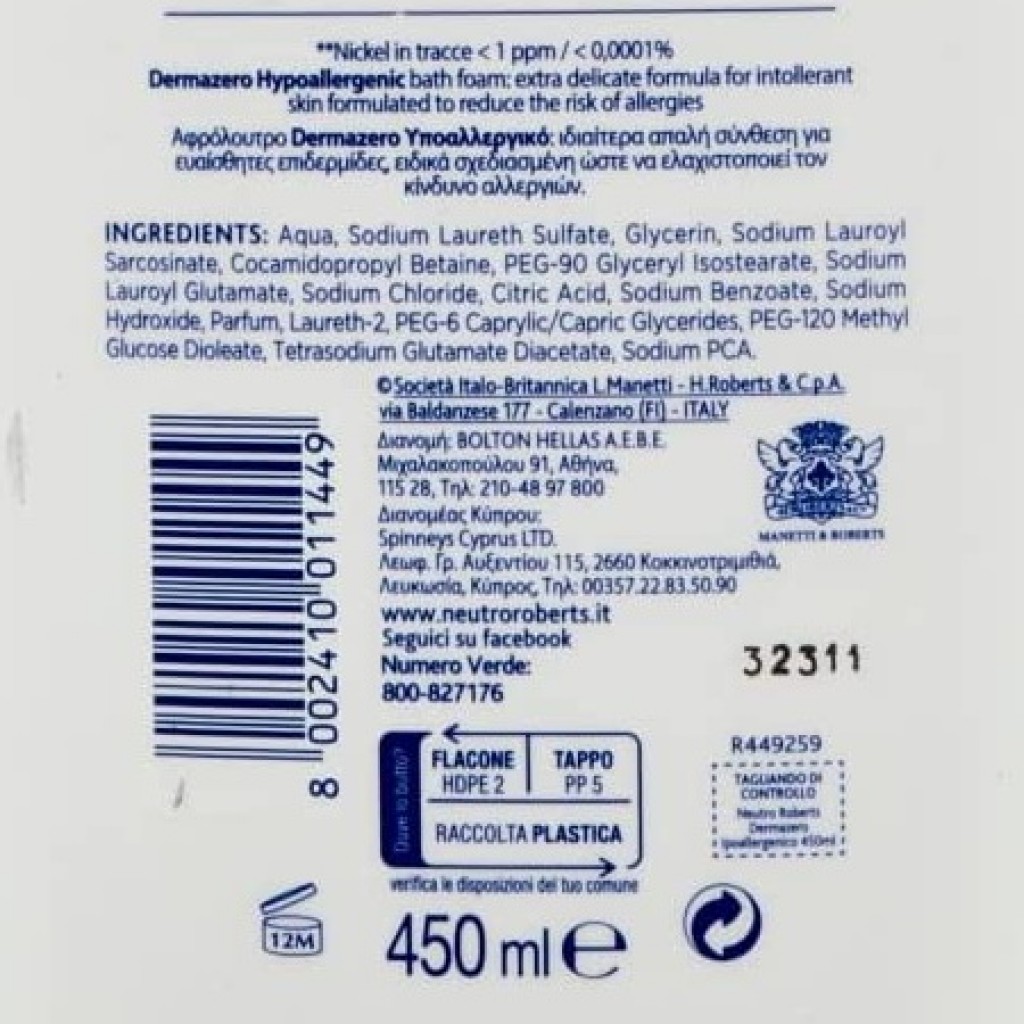 **Nickel in tracce < 1 ppm / < 0,0001%
Dermazero Hypoallergenic bath foam: extra delicate formula for intollerant
skin formulated to reduce the risk of allergies
Αφρόλουτρο Dermazero Υποαλλεργικό: ιδιαίτερα απαλή σύνθεση για
ευαίσθητες επιδερμίδες, ειδικά σχεδιασμένη ώστε να ελαχιστοποιεί τον
κίνδυνο αλλεργιών.
INGREDIENTS: Aqua, Sodium Laureth Sulfate, Glycerin, Sodium Lauroyl
Sarcosinate, Cocamidopropyl Betaine, PEG-90 Glyceryl Isostearate, Sodium
Lauroyl Glutamate, Sodium Chloride, Citric Acid, Sodium Benzoate, Sodium
Hydroxide, Parfum, Laureth-2, PEG-6 Caprylic/Capric Glycerides, PEG-120 Methyl
Glucose Dioleate, Tetrasodium Glutamate Diacetate, Sodium PCA.
©Società Italo-Britannica L.Manetti - H.Roberts & C.p.A.
via Baldanzese 177 - Calenzano (FI) - ITALY
Διανομή: BOLTON HELLAS A.E.B.E.
Μιχαλακοπούλου 91, Αθήνα,
115 28, Τηλ: 210-48 97 800
Διανομέας Κύπρου:
Spinneys Cyprus LTD.
Λεωφ. Γρ. Αυξεντίου 115, 2660 Κοκκινοτριμιθιά,
Λευκωσία, Κύπρος, Τηλ: 00357.22.83.50.90
www.neutroroberts.it
Seguici su facebook
Numero Verde:
800-827176
MANETTI & ROBERTS
32311
8 002410 011449
Dove lo butto?
FLACONE TAPPO
HDPE 2 PP 5
RACCOLTA PLASTICA
verifica le disposizioni del tuo comune
R449259
TAGLIANDO DI
CONTROLLO
Neutro Roberts
Dermazero
Ipoallergenico 450ml
12M
450 ml e